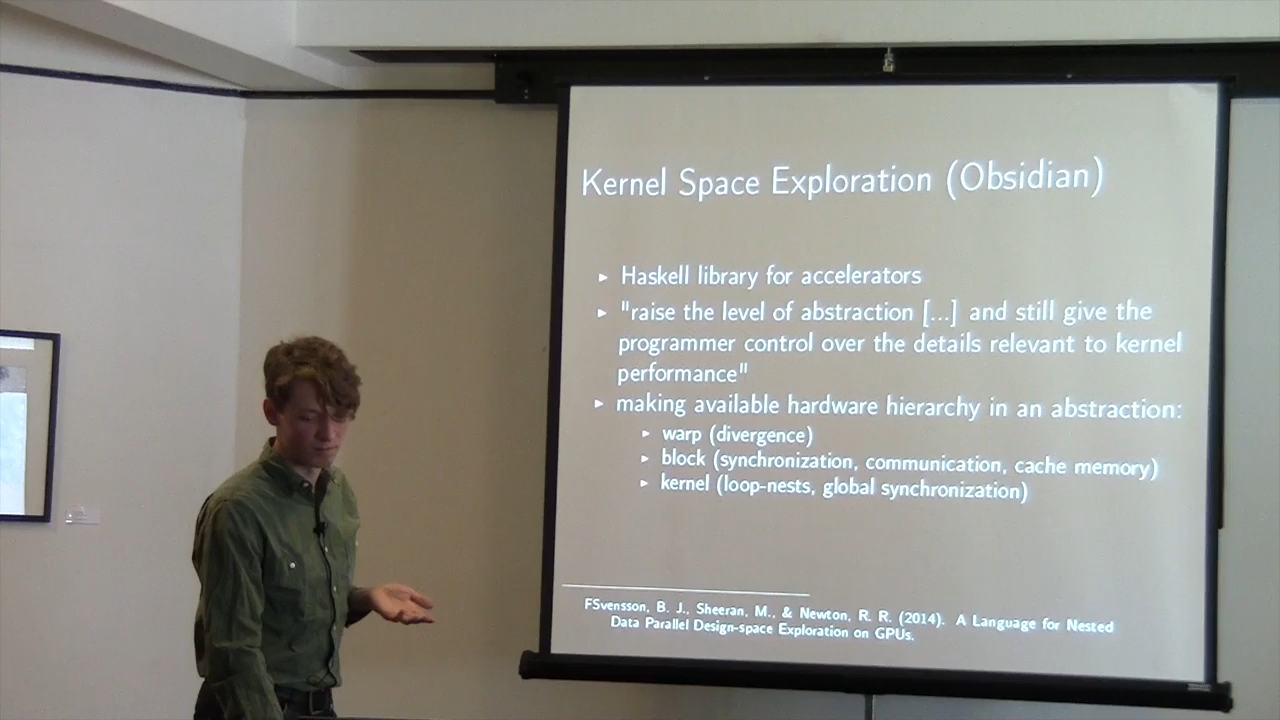 Kernel Space Exploration (Obsidian)
▸ Haskell library for accelerators
▸ "raise the level of abstraction [...] and still give the
programmer control over the details relevant to kernel
performance"
▸ making available hardware hierarchy in an abstraction:
▸ warp (divergence)
▸ block (synchronization, communication, cache memory)
▸ kernel (loop-nests, global synchronization)
FSvensson, B. J., Sheeran, M., & Newton, R. R. (2014). A Language for Nested
Data Parallel Design-space Exploration on GPUs.